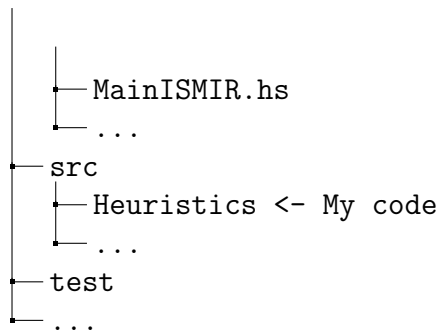 MainISMIR.hs
...
src
Heuristics <- My code
...
test
...